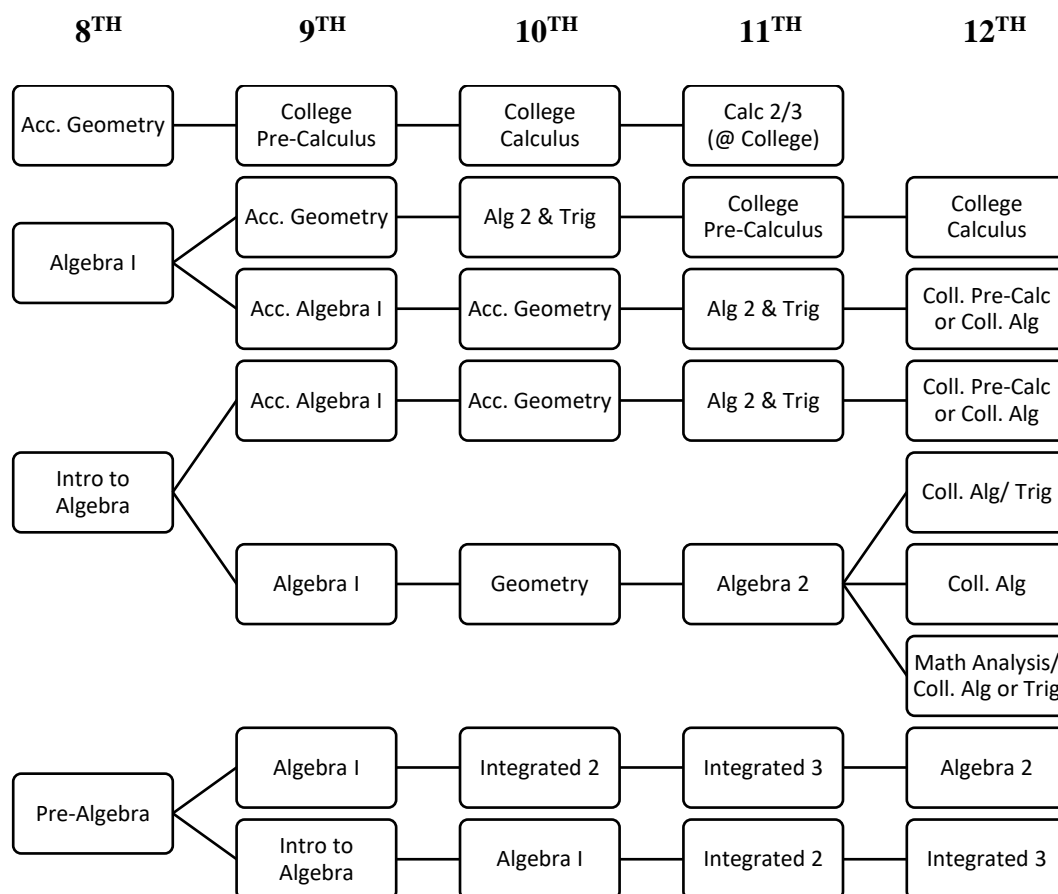 8TH 9TH 10TH 11TH 12TH
Acc. Geometry
College
Pre-Calculus
College
Calculus
Calc 2/3
(@ College)
Algebra I
Acc. Geometry
Alg 2 & Trig
College
Pre-Calculus
College
Calculus
Acc. Algebra I
Acc. Geometry
Alg 2 & Trig
Coll. Pre-Calc
or Coll. Alg
Intro to
Algebra
Acc. Algebra I
Acc. Geometry
Alg 2 & Trig
Coll. Pre-Calc
or Coll. Alg
Algebra I
Geometry
Algebra 2
Coll. Alg/ Trig
Coll. Alg
Math Analysis/
Coll. Alg or Trig
Pre-Algebra
Algebra I
Integrated 2
Integrated 3
Algebra 2
Intro to
Algebra
Algebra I
Integrated 2
Integrated 3